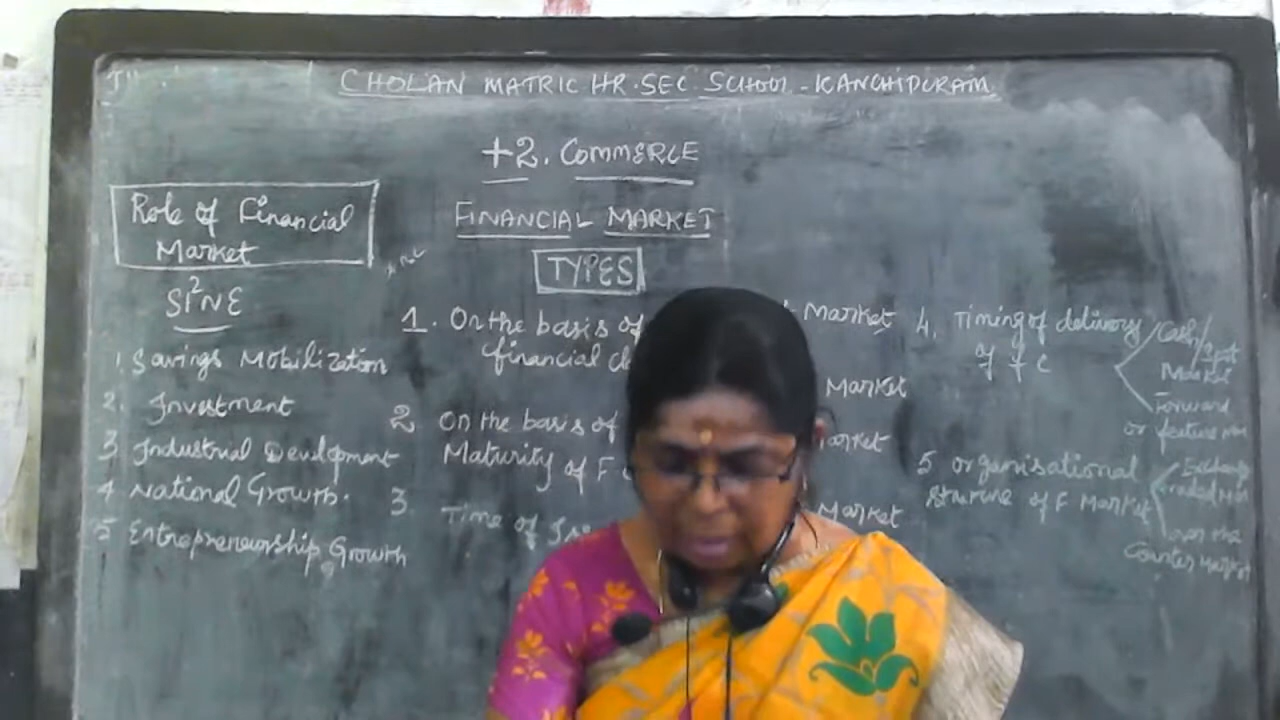 CHOLAN MATRIC HR.SEC SCHOOL - KANCHIPURAM
+2. COMMERCE
FINANCIAL MARKET
TYPES
Role of Financial
Market
SI²NE
1. Savings Mobilization
2. Investment
3 Industrial Development
4 National Growth.
5 Entrepreneurship Growth
1. On the basis of
financial
Market
Market
2 On the basis of
Maturity of F
Market
3. Time of
Market
4. Timing of delivery
of f C
Cash/
Spot
Market
Forward
or
5 organisational
of F Market
Exchange
over the
Counter Market